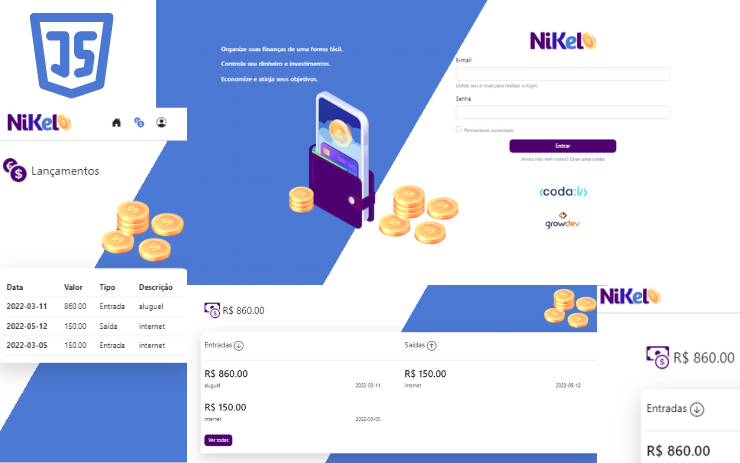 JS
NiKel
Lançamentos
Data Valor Tipo Descrição
2022-03-11 860.00 Entrada aluguel
2022-05-12 150.00 Saída internet
2022-03-05 150.00 Entrada internet
Organize suas finanças de uma forma fácil.
Controle seu dinheiro e investimentos.
Economize e atinja seus objetivos.
NiKel
E-mail
Utilize seu e-mail para realizar o login.
Senha
Permanecer conectado
Entrar
Ainda não tem conta? Criar uma conta
<coda:/>
growdev
R$ 860.00
Entradas Saídas
R$ 860.00 R$ 150.00
aluguel 2022-03-11 internet 2022-05-12
R$ 150.00
internet 2022-03-05
Ver todas
NiKel
R$ 860.00
Entradas
R$ 860.00